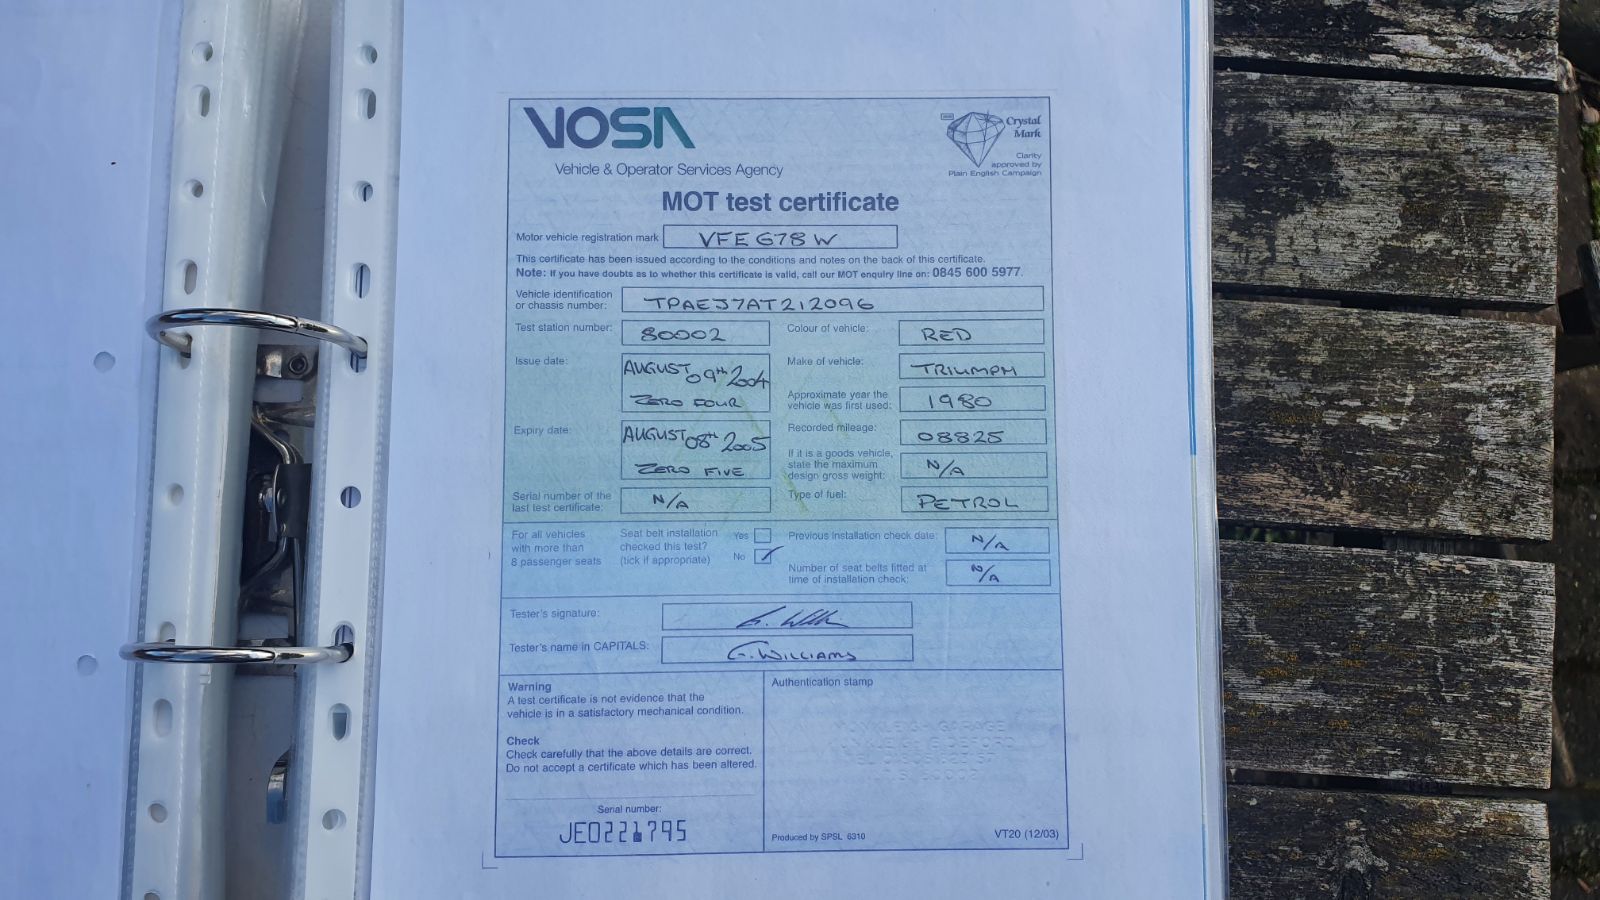 VOSA
Vehicle & Operator Services Agency
Crystal
Mark
Clarity
approved by
Plain English Campaign
MOT test certificate
Motor vehicle registration mark VFE 678 W
This certificate has been issued according to the conditions and notes on the back of this certificate.
Note: If you have doubts as to whether this certificate is valid, call our MOT enquiry line on: 0845 600 5977.
Vehicle identification
or chassis number: TPAEJ7AT212096
Test station number: 80002
Colour of vehicle: RED
Issue date: AUGUST 09TH 2004
ZERO FOUR
Make of vehicle: TRIUMPH
Approximate year the
vehicle was first used: 1980
Expiry date: AUGUST 08TH 2005
ZERO FIVE
Recorded mileage: 08825
If it is a goods vehicle,
state the maximum
design gross weight: N/A
Serial number of the
last test certificate: N/A
Type of fuel: PETROL
For all vehicles
with more than
8 passenger seats
Seat belt installation
checked this test?
(tick if appropriate)
Yes
No
Previous installation check date: N/A
Number of seat belts fitted at
time of installation check: N/A
Tester's signature:
Tester's name in CAPITALS: G. WILLIAMS
Warning
A test certificate is not evidence that the
vehicle is in a satisfactory mechanical condition.
Check
Check carefully that the above details are correct.
Do not accept a certificate which has been altered.
Serial number:
JE0221795
Authentication stamp
Produced by SPSL 6310
VT20 (12/03)